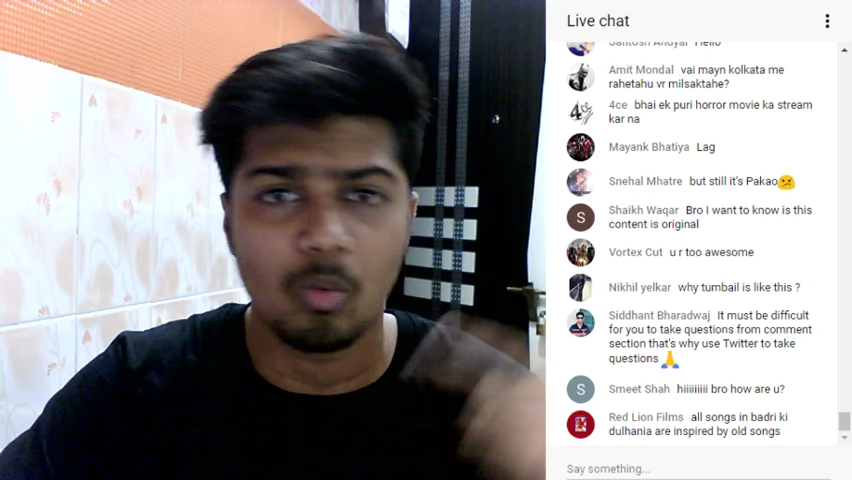 Live chat
Hello
Amit Mondal vai mayn kolkata me
rahetahu vr milsaktahe?
4ce bhai ek puri horror movie ka stream
kar na
Mayank Bhatiya Lag
Snehal Mhatre but still it's Pakao😕
S
Shaikh Waqar Bro I want to know is this
content is original
Vortex Cut u r too awesome
Nikhil yelkar why tumbail is like this ?
Siddhant Bharadwaj It must be difficult
for you to take questions from comment
section that's why use Twitter to take
questions 🙏
S
Smeet Shah hiiiiiiiii bro how are u?
Red Lion Films all songs in badri ki
dulhania are inspired by old songs
Say something...